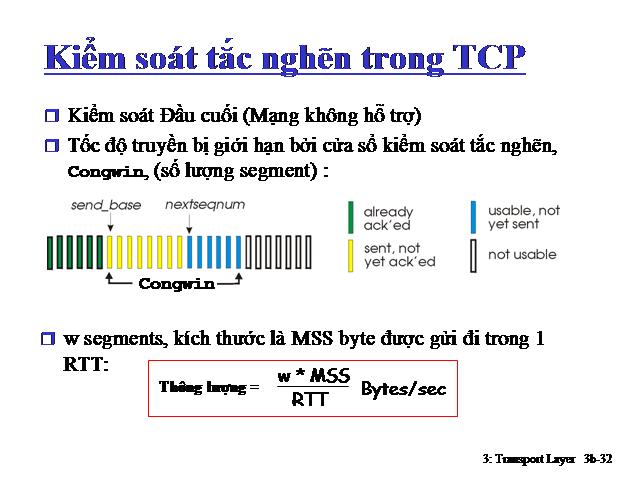 Kiểm soát tắc nghẽn trong TCP
Kiểm soát Đầu cuối (Mạng không hỗ trợ)
Tốc độ truyền bị giới hạn bởi cửa sổ kiểm soát tắc nghẽn,
Congwin, (số lượng segment) :
send_base
nextseqnum
already
ack'ed
usable, not
yet sent
sent, not
yet ack'ed
not usable
Congwin
w segments, kích thước là MSS byte được gửi đi trong 1
RTT:
Thông lượng = w * MSS
RTT
Bytes/sec
3: Transport Layer 3b-32